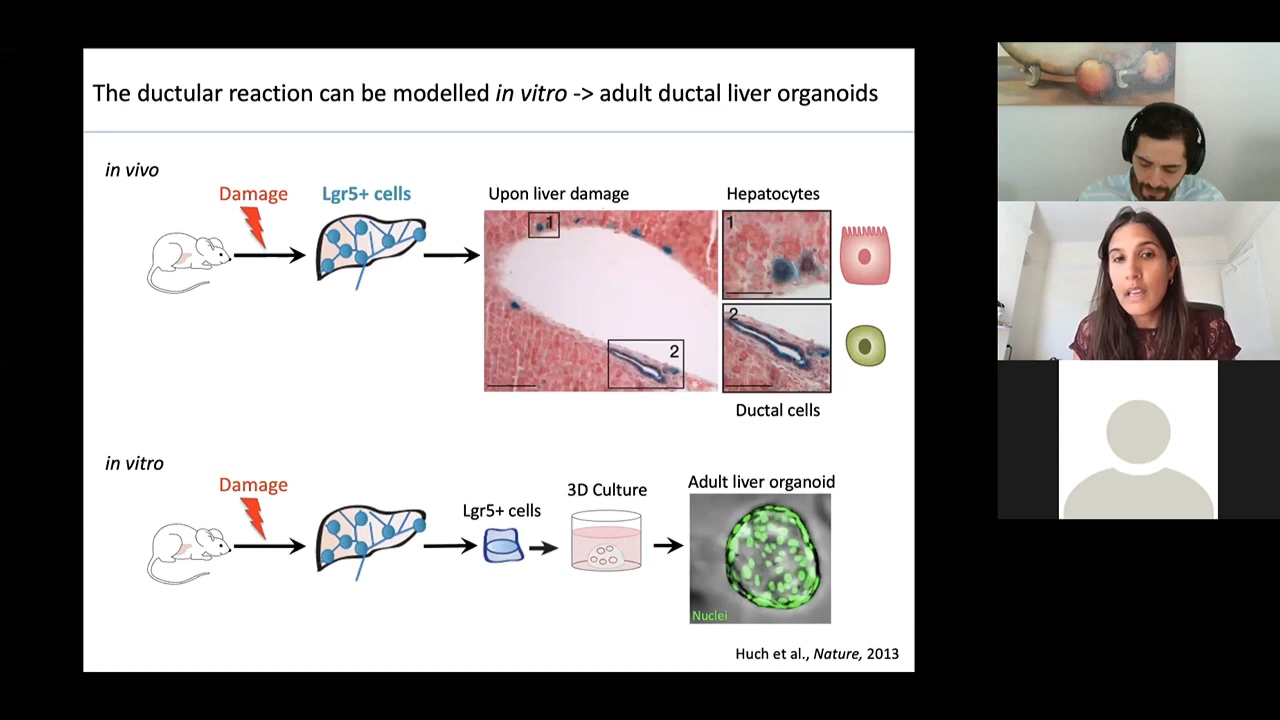 The ductular reaction can be modelled in vitro -> adult ductal liver organoids
in vivo
Damage
Lgr5+ cells
Upon liver damage
Hepatocytes
1
2
1
2
Ductal cells
in vitro
Damage
Lgr5+ cells
3D Culture
Adult liver organoid
Nuclei
Huch et al., Nature, 2013